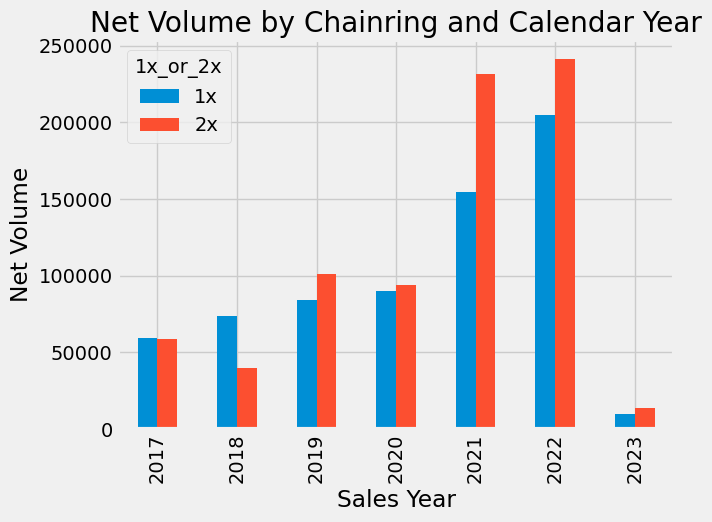 Net Volume by Chainring and Calendar Year
1x_or_2x
1x
2x
250000
200000
150000
100000
50000
0
Net Volume
2017
2018
2019
2020
2021
2022
2023
Sales Year